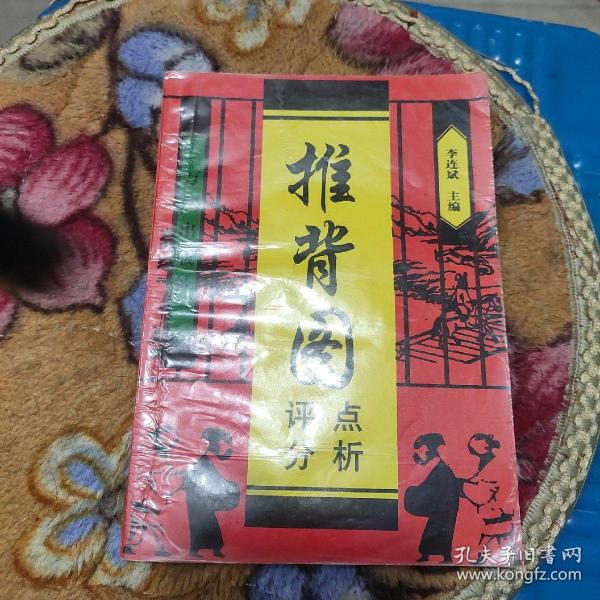 李连斌 主编
推背图
点评
分析
孔夫子旧书网
www.kongfz.com